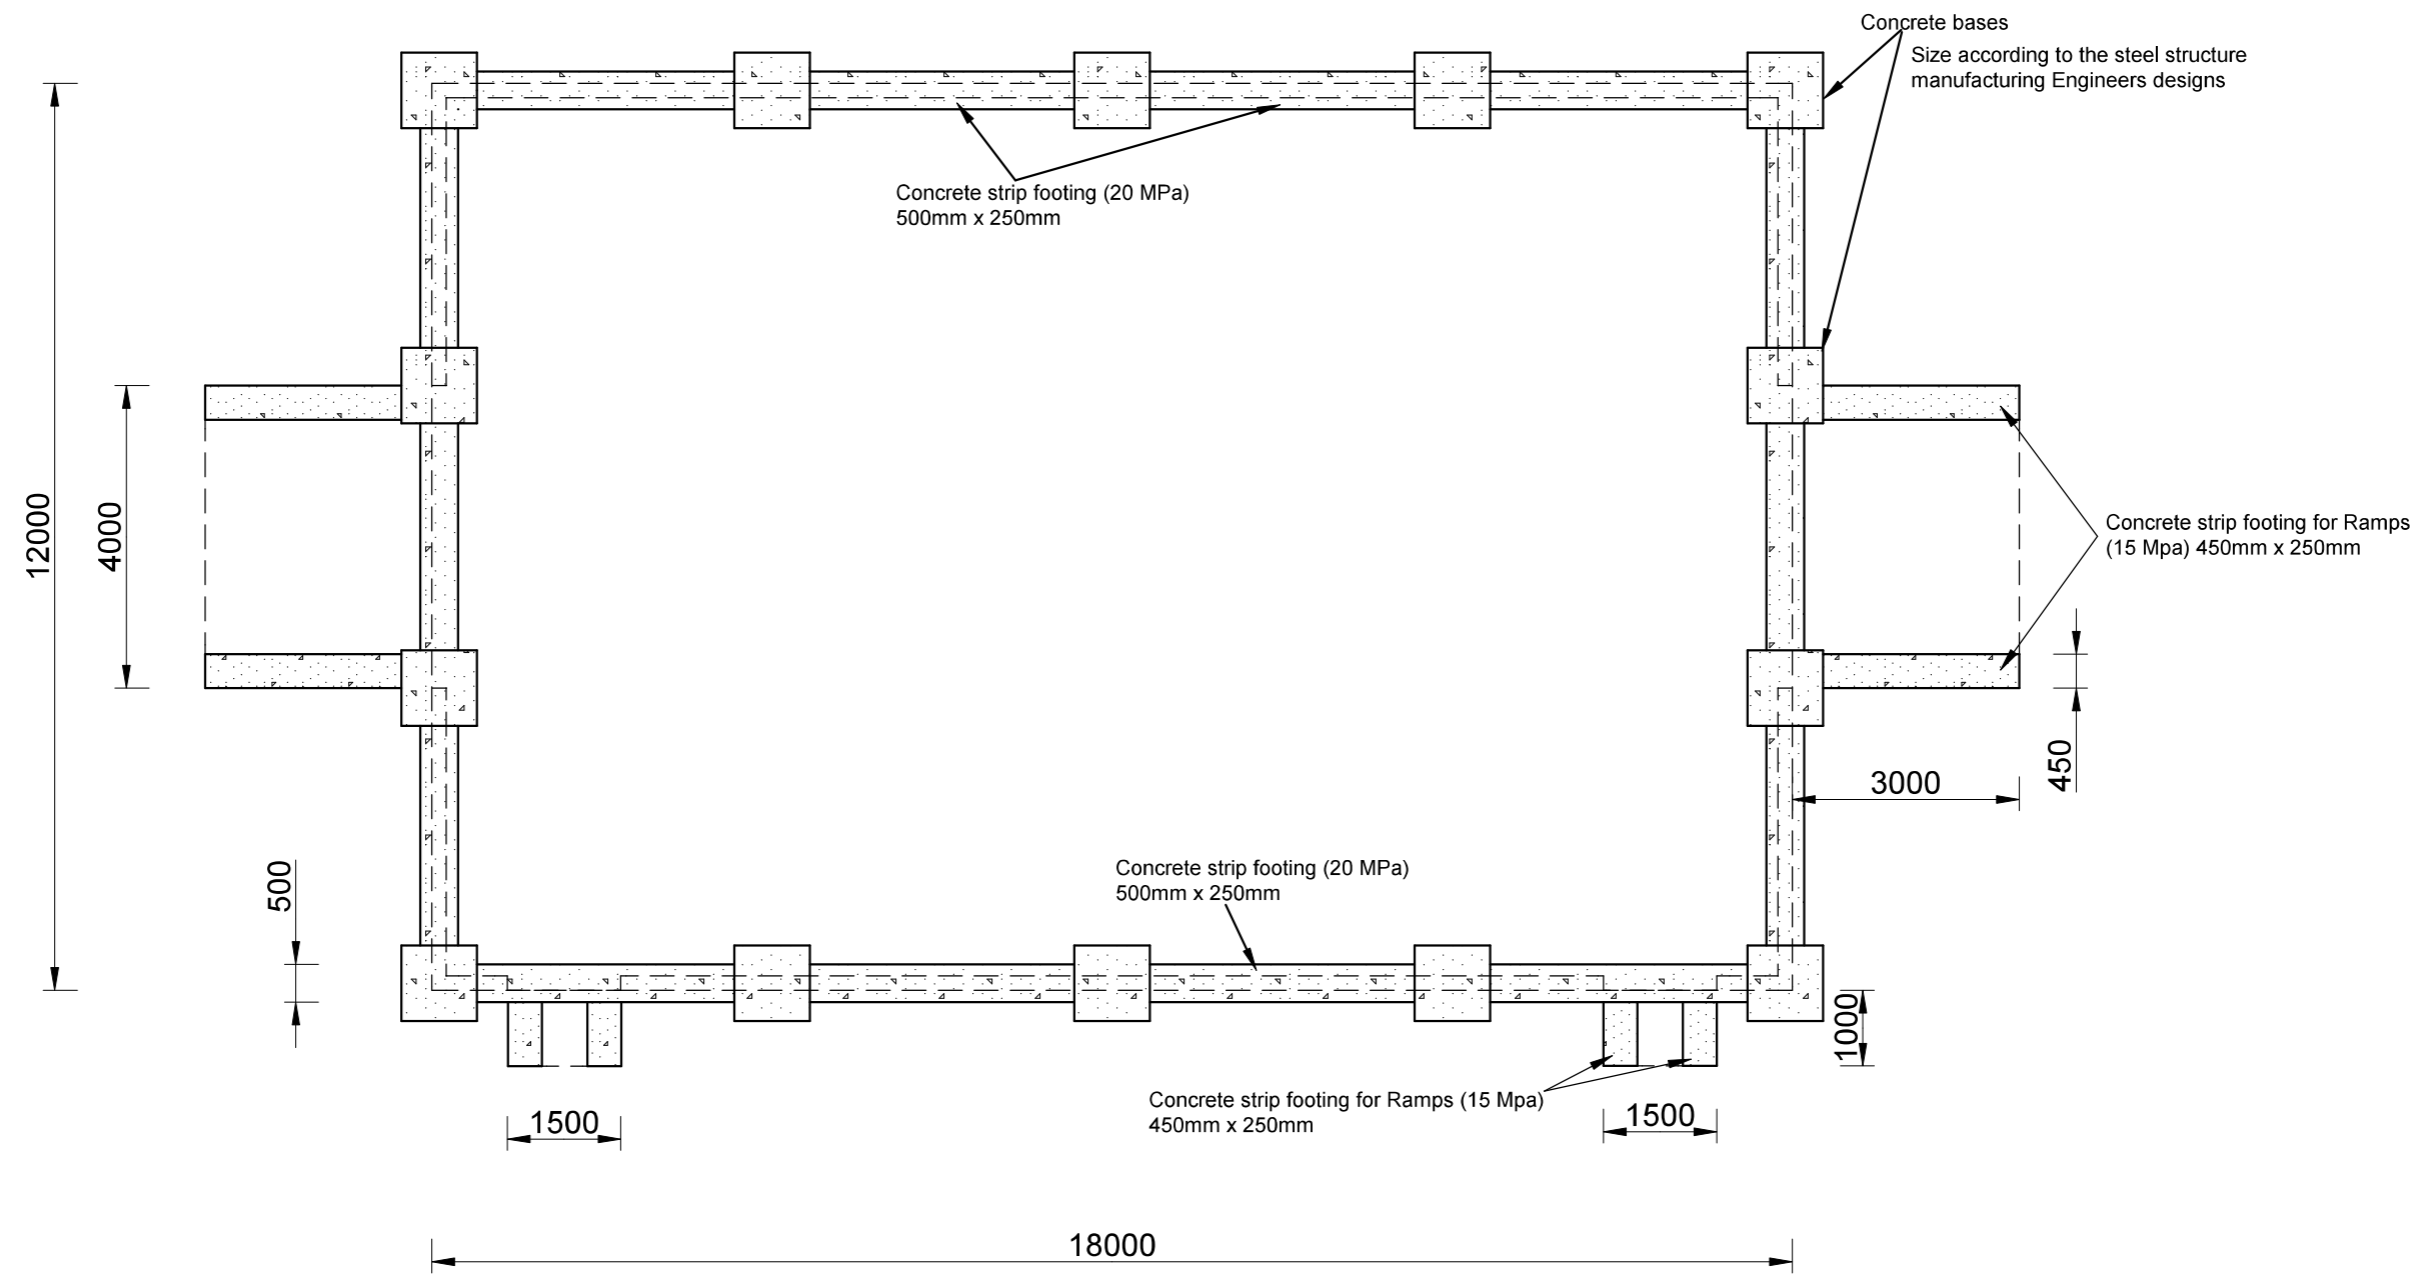 Concrete bases
Size according to the steel structure
manufacturing Engineers designs
Concrete strip footing (20 MPa)
500mm x 250mm
12000
4000
Concrete strip footing for Ramps
(15 Mpa) 450mm x 250mm
450
3000
500
Concrete strip footing (20 MPa)
500mm x 250mm
1000
Concrete strip footing for Ramps (15 Mpa)
450mm x 250mm
1500
1500
18000